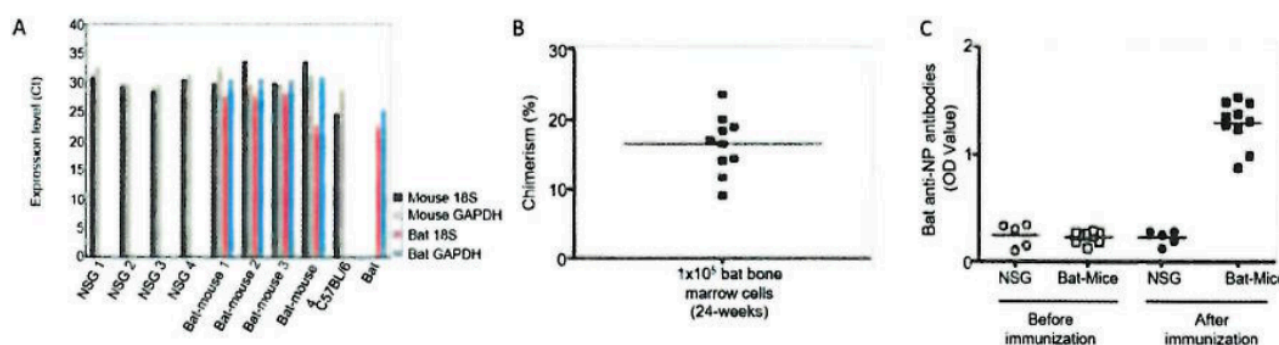 A
Expression level (Ct)
40
35
30
25
20
15
10
5
0
NSG 1
NSG 2
NSG 3
NSG 4
Bat-mouse 1
Bat-mouse 2
Bat-mouse 3
Bat-mouse
4
C57BU6
Bat
Mouse 18S
Mouse GAPDH
Bat 18S
Bat GAPDH
B
Chimerism (%)
30
20
10
0
1x10⁵ bat bone
marrow cells
(24-weeks)
C
Bat anti-NP antibodies
(OD Value)
2
1
0
NSG
Bat-Mice
NSG
Bat-Mice
Before
immunization
After
immunization